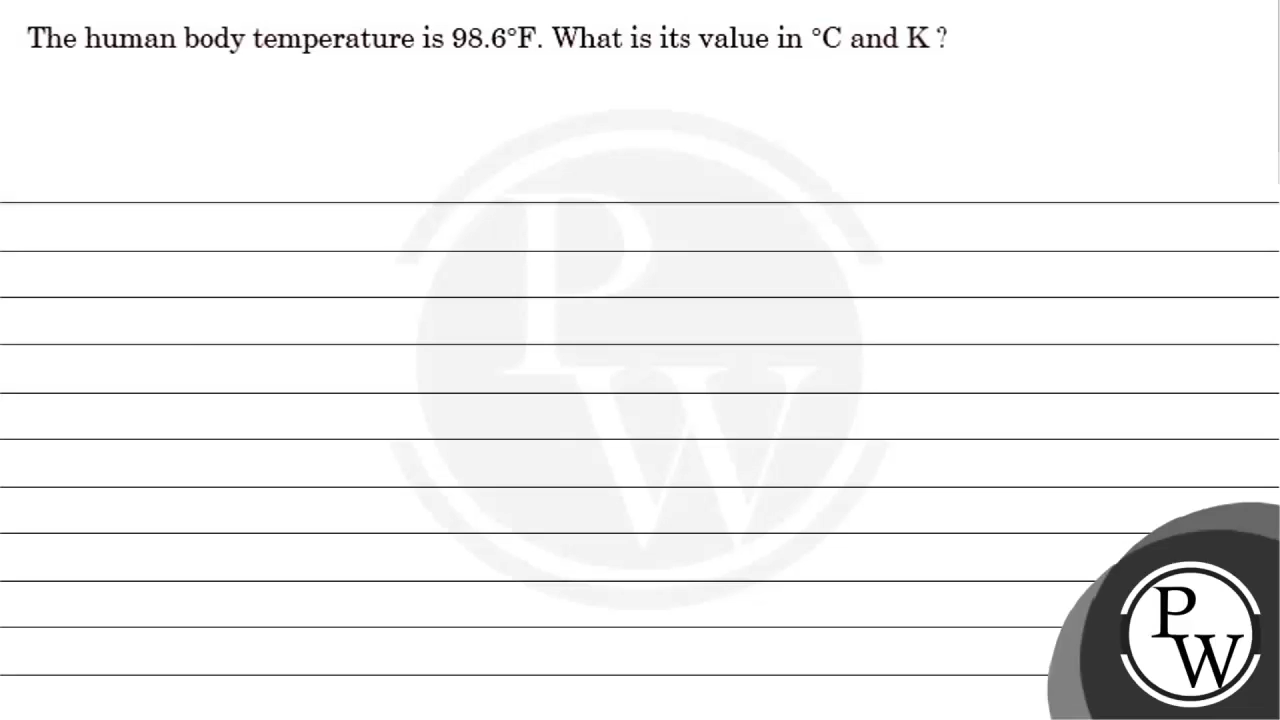 The human body temperature is 98.6°F. What is its value in °C and K ?
P
W
P
W